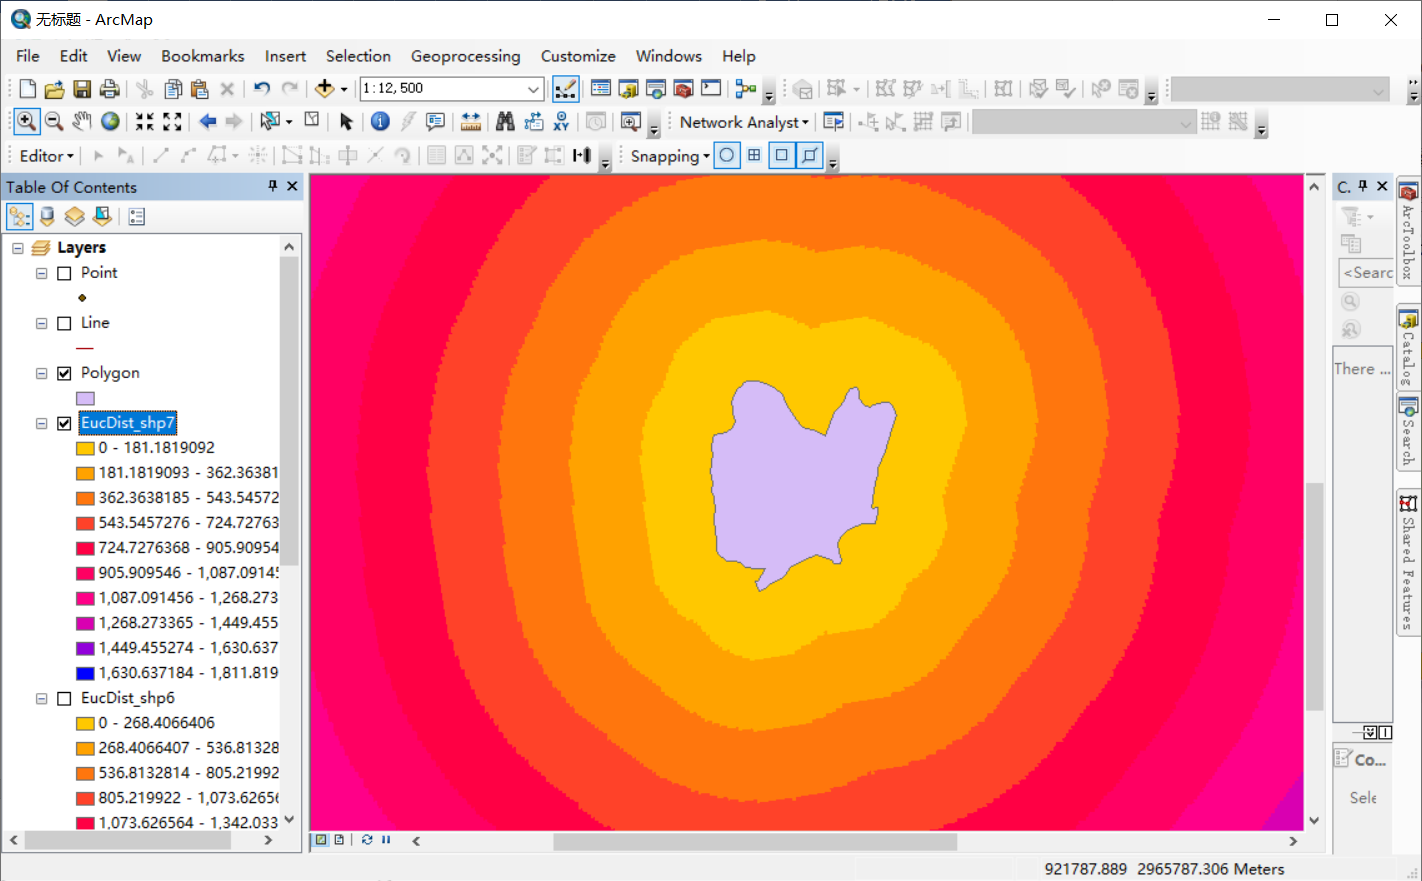 无标题 - ArcMap
File Edit View Bookmarks Insert Selection Geoprocessing Customize Windows Help
1:12,500
Network Analyst
Editor
Snapping
Table Of Contents
Layers
Point
Line
Polygon
EucDist_shp7
0 - 181.1819092
181.1819093 - 362.36381
362.3638185 - 543.54572
543.5457276 - 724.72763
724.7276368 - 905.90954
905.909546 - 1,087.0914
1,087.091456 - 1,268.273
1,268.273365 - 1,449.455
1,449.455274 - 1,630.637
1,630.637184 - 1,811.819
EucDist_shp6
0 - 268.4066406
268.4066407 - 536.81328
536.8132814 - 805.21992
805.219922 - 1,073.6265
1,073.626564 - 1,342.033
C.
<Searc
There ...
Co...
Sele
ArcToolbox
Catalog
Search
Shared Features
921787.889 2965787.306 Meters